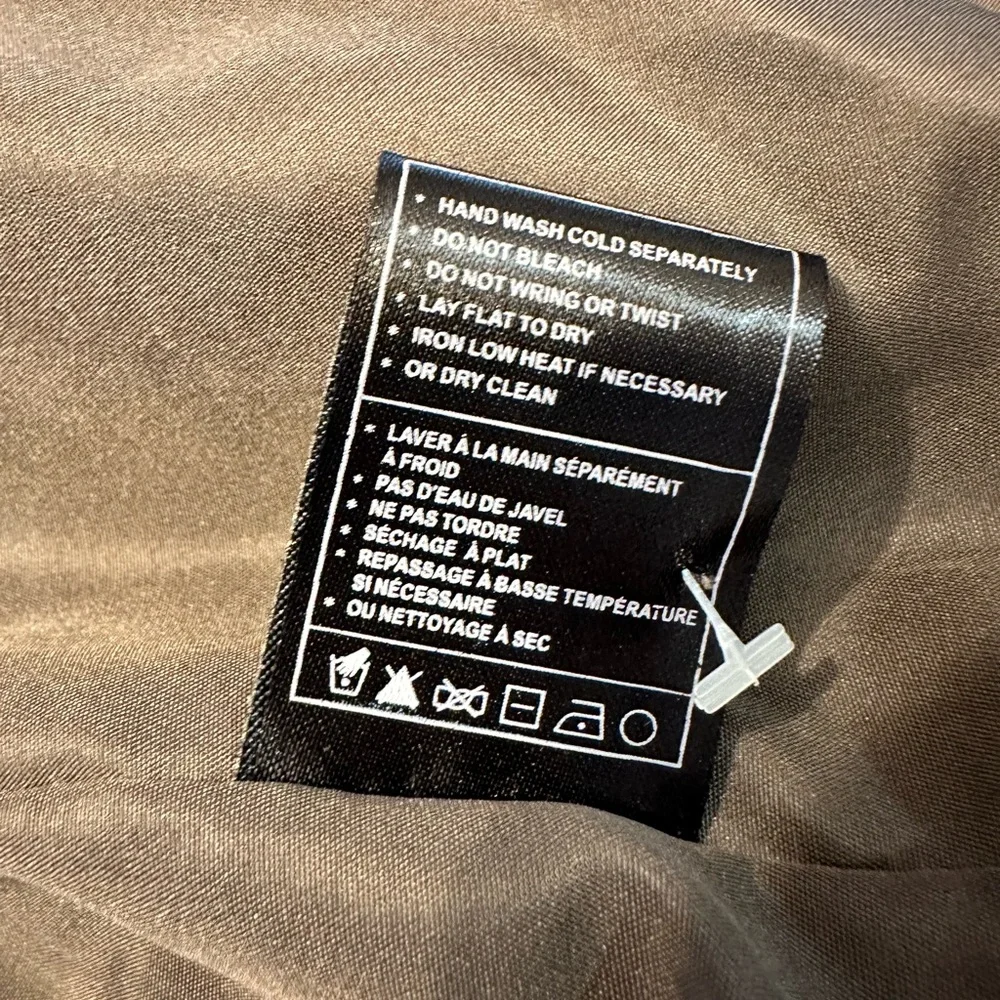 * HAND WASH COLD SEPARATELY
* DO NOT BLEACH
* DO NOT WRING OR TWIST
* LAY FLAT TO DRY
* IRON LOW HEAT IF NECESSARY
* OR DRY CLEAN
* LAVER À LA MAIN SÉPARÉMENT
À FROID
* PAS D'EAU DE JAVEL
* NE PAS TORDRE
* SÉCHAGE À PLAT
* REPASSAGE À BASSE TEMPÉRATURE
SI NÉCESSAIRE
* OU NETTOYAGE À SEC